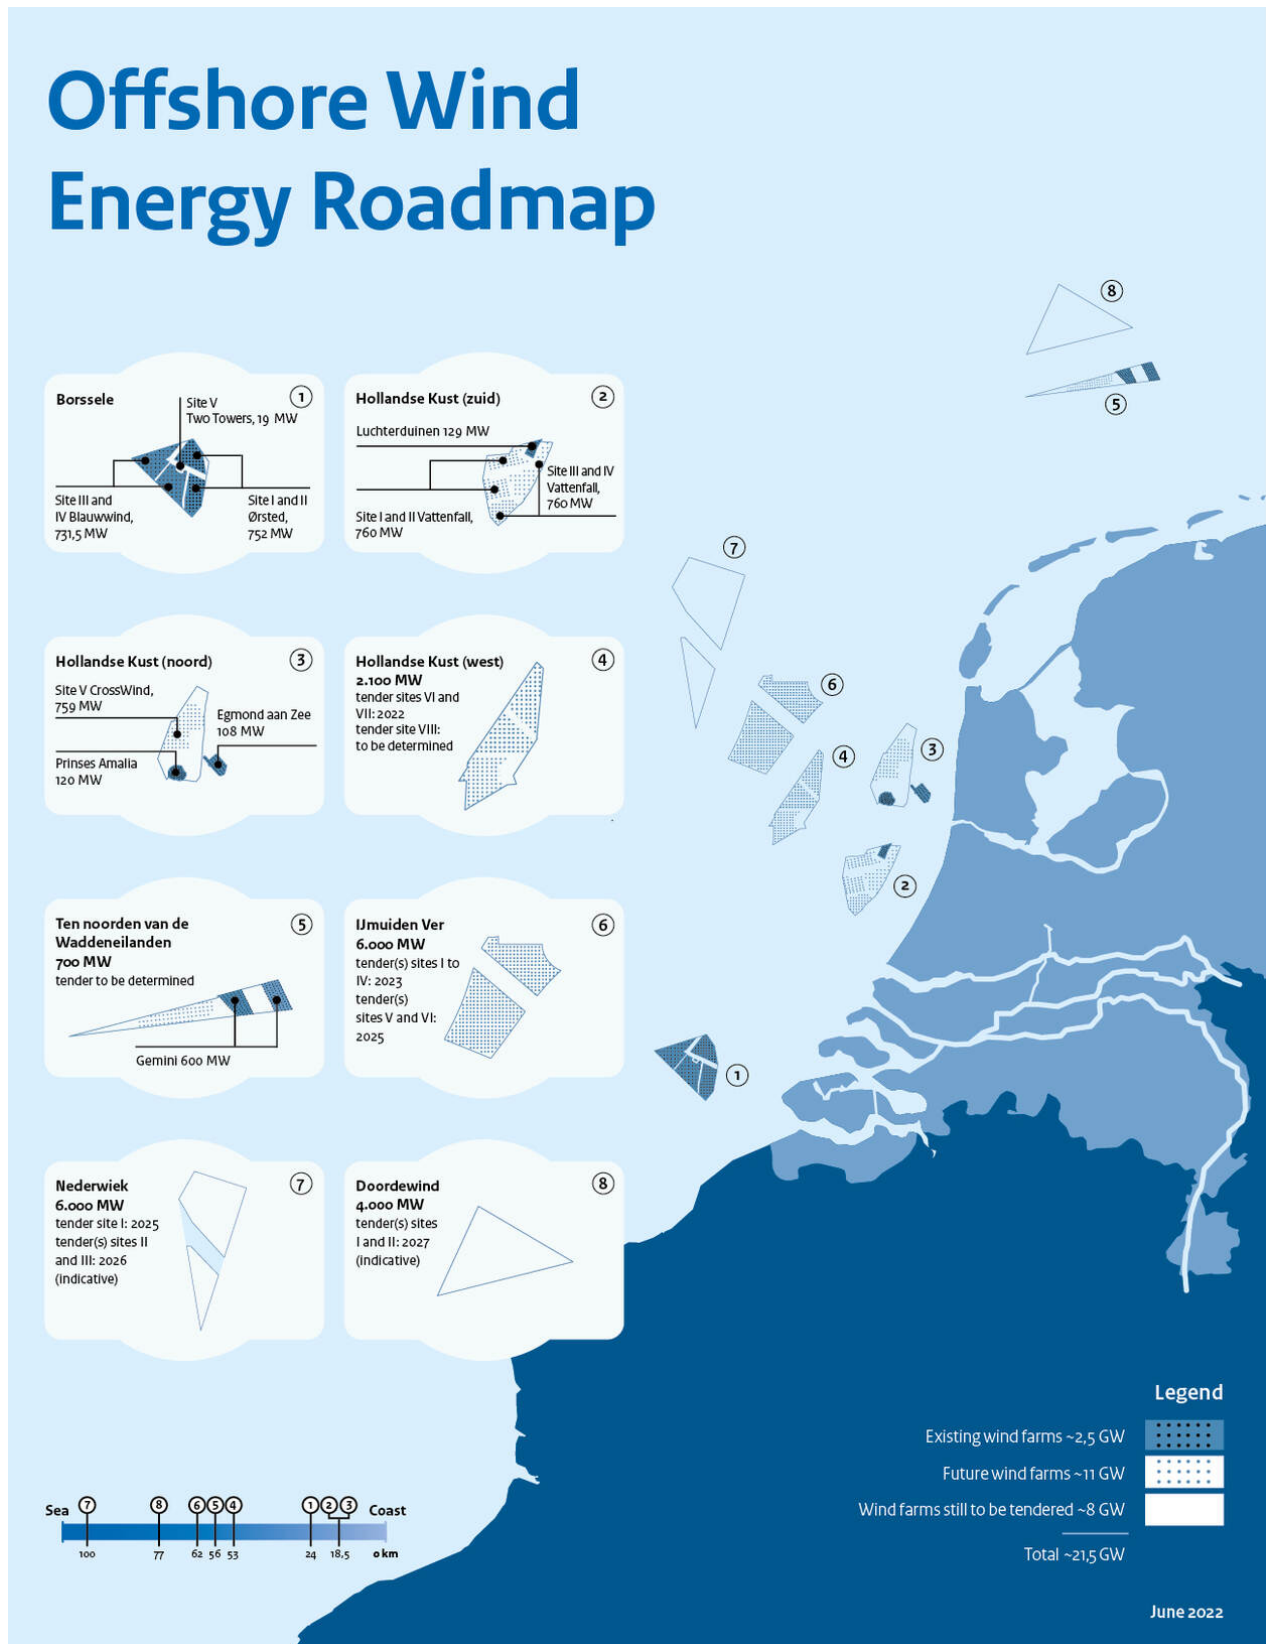 Offshore Wind
Energy Roadmap
8
5
7
6
4
3
2
1
Borssele
1
Site V
Two Towers, 19 MW
Site III and
IV Blauwwind,
731,5 MW
Site I and II
Ørsted,
752 MW
Hollandse Kust (zuid)
2
Luchterduinen 129 MW
Site III and IV
Vattenfall,
760 MW
Site I and II Vattenfall,
760 MW
Hollandse Kust (noord)
3
Site V CrossWind,
759 MW
Egmond aan Zee
108 MW
Prinses Amalia
120 MW
Hollandse Kust (west)
4
2.100 MW
tender sites VI and
VII: 2022
tender site VIII:
to be determined
Ten noorden van de
5
Waddeneilanden
700 MW
tender to be determined
Gemini 600 MW
IJmuiden Ver
6
6.000 MW
tender(s) sites I to
IV: 2023
tender(s)
sites V and VI:
2025
Nederwiek
7
6.000 MW
tender site I: 2025
tender(s) sites II
and III: 2026
(indicative)
Doordewind
8
4.000 MW
tender(s) sites
I and II: 2027
(indicative)
Legend
Existing wind farms ~2,5 GW
Future wind farms ~11 GW
Wind farms still to be tendered ~8 GW
Total ~21,5 GW
Sea 7 8 6 5 4 1 2 3 Coast
100 77 62 56 53 24 18,5 0 km
June 2022